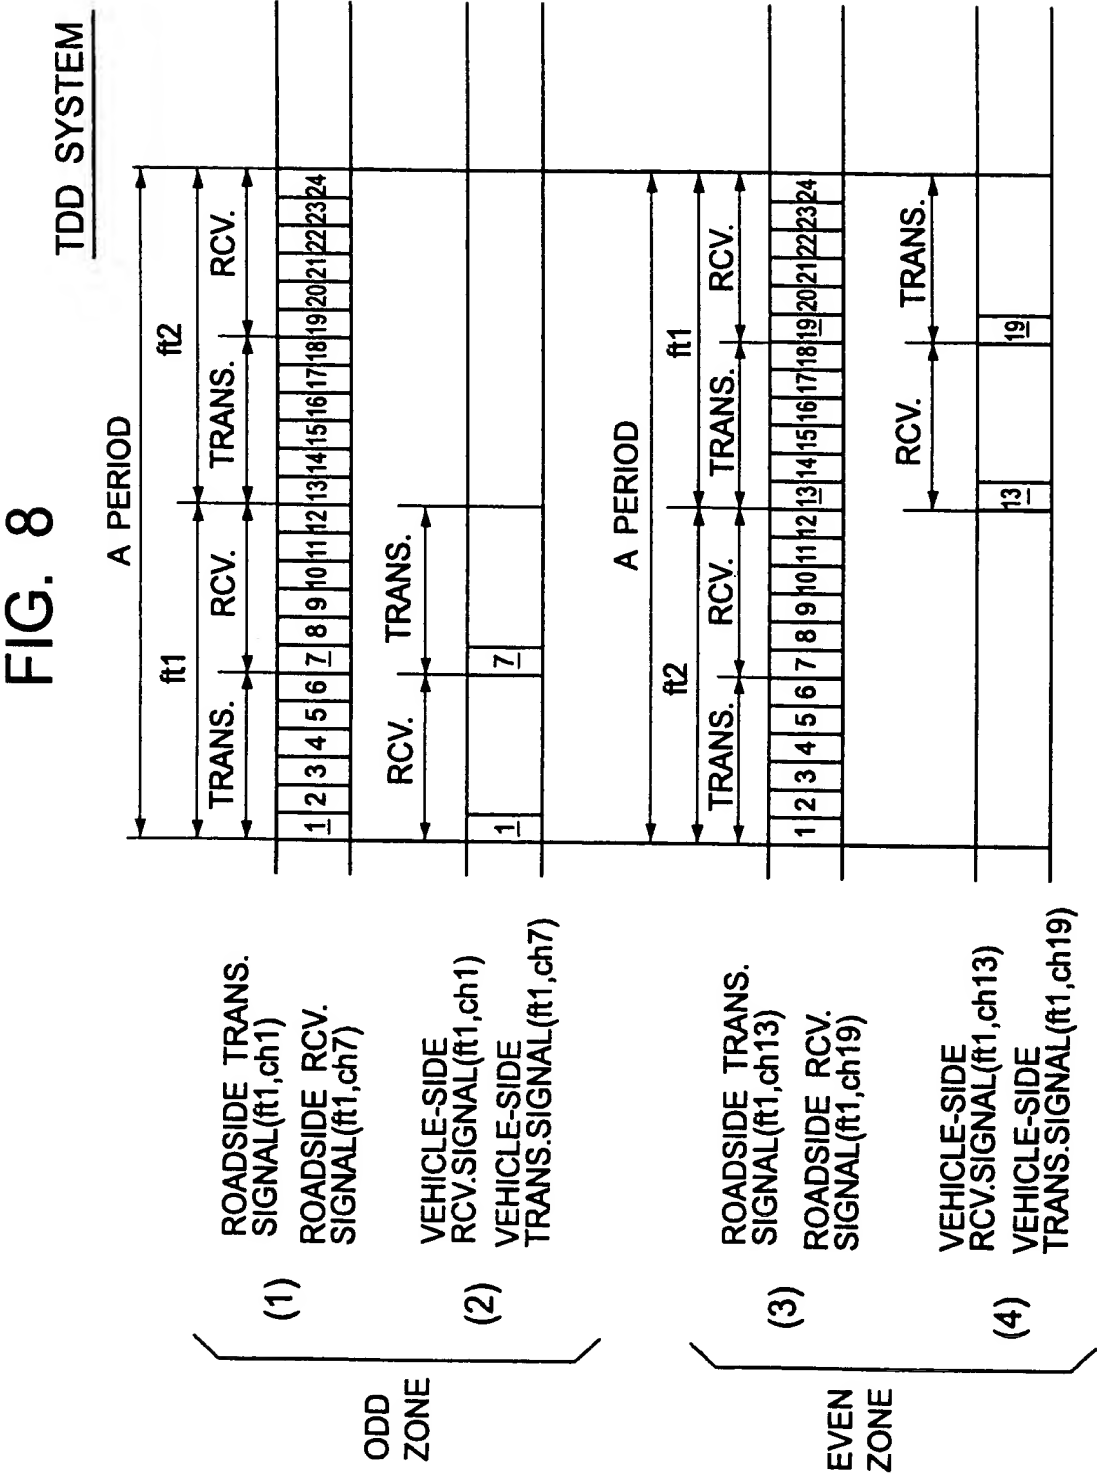 FIG. 8
TDD SYSTEM
A PERIOD
ft1 ft2
TRANS. RCV. TRANS. RCV.
ODD
ZONE
(1)
ROADSIDE TRANS.
SIGNAL(ft1,ch1)
ROADSIDE RCV.
SIGNAL(ft1,ch7)
1 2 3 4 5 6 7 8 9 10 11 12 13 14 15 16 17 18 19 20 21 22 23 24
RCV. TRANS.
(2)
VEHICLE-SIDE
RCV.SIGNAL(ft1,ch1)
VEHICLE-SIDE
TRANS.SIGNAL(ft1,ch7)
1 7
A PERIOD
ft2 ft1
TRANS. RCV. TRANS. RCV.
EVEN
ZONE
(3)
ROADSIDE TRANS.
SIGNAL(ft1,ch13)
ROADSIDE RCV.
SIGNAL(ft1,ch19)
1 2 3 4 5 6 7 8 9 10 11 12 13 14 15 16 17 18 19 20 21 22 23 24
RCV. TRANS.
(4)
VEHICLE-SIDE
RCV.SIGNAL(ft1,ch13)
VEHICLE-SIDE
TRANS.SIGNAL(ft1,ch19)
13 19